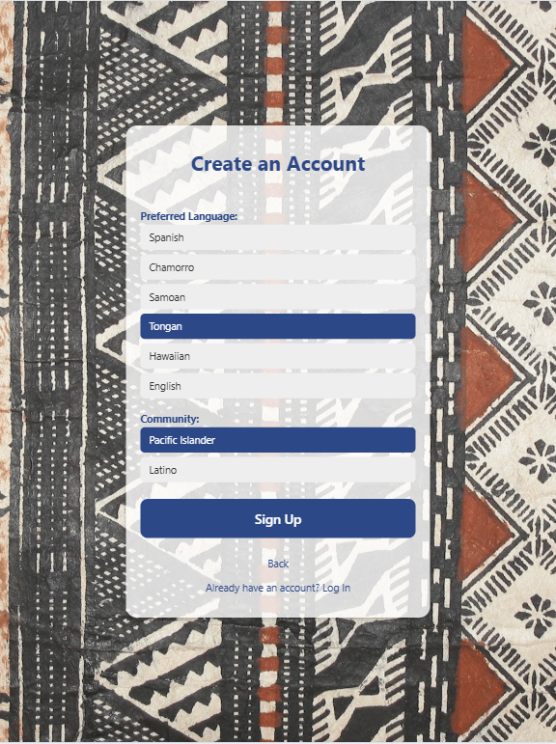 Create an Account
Preferred Language:
Spanish
Chamorro
Samoan
Tongan
Hawaiian
English
Community:
Pacific Islander
Latino
Sign Up
Back
Already have an account? Log In